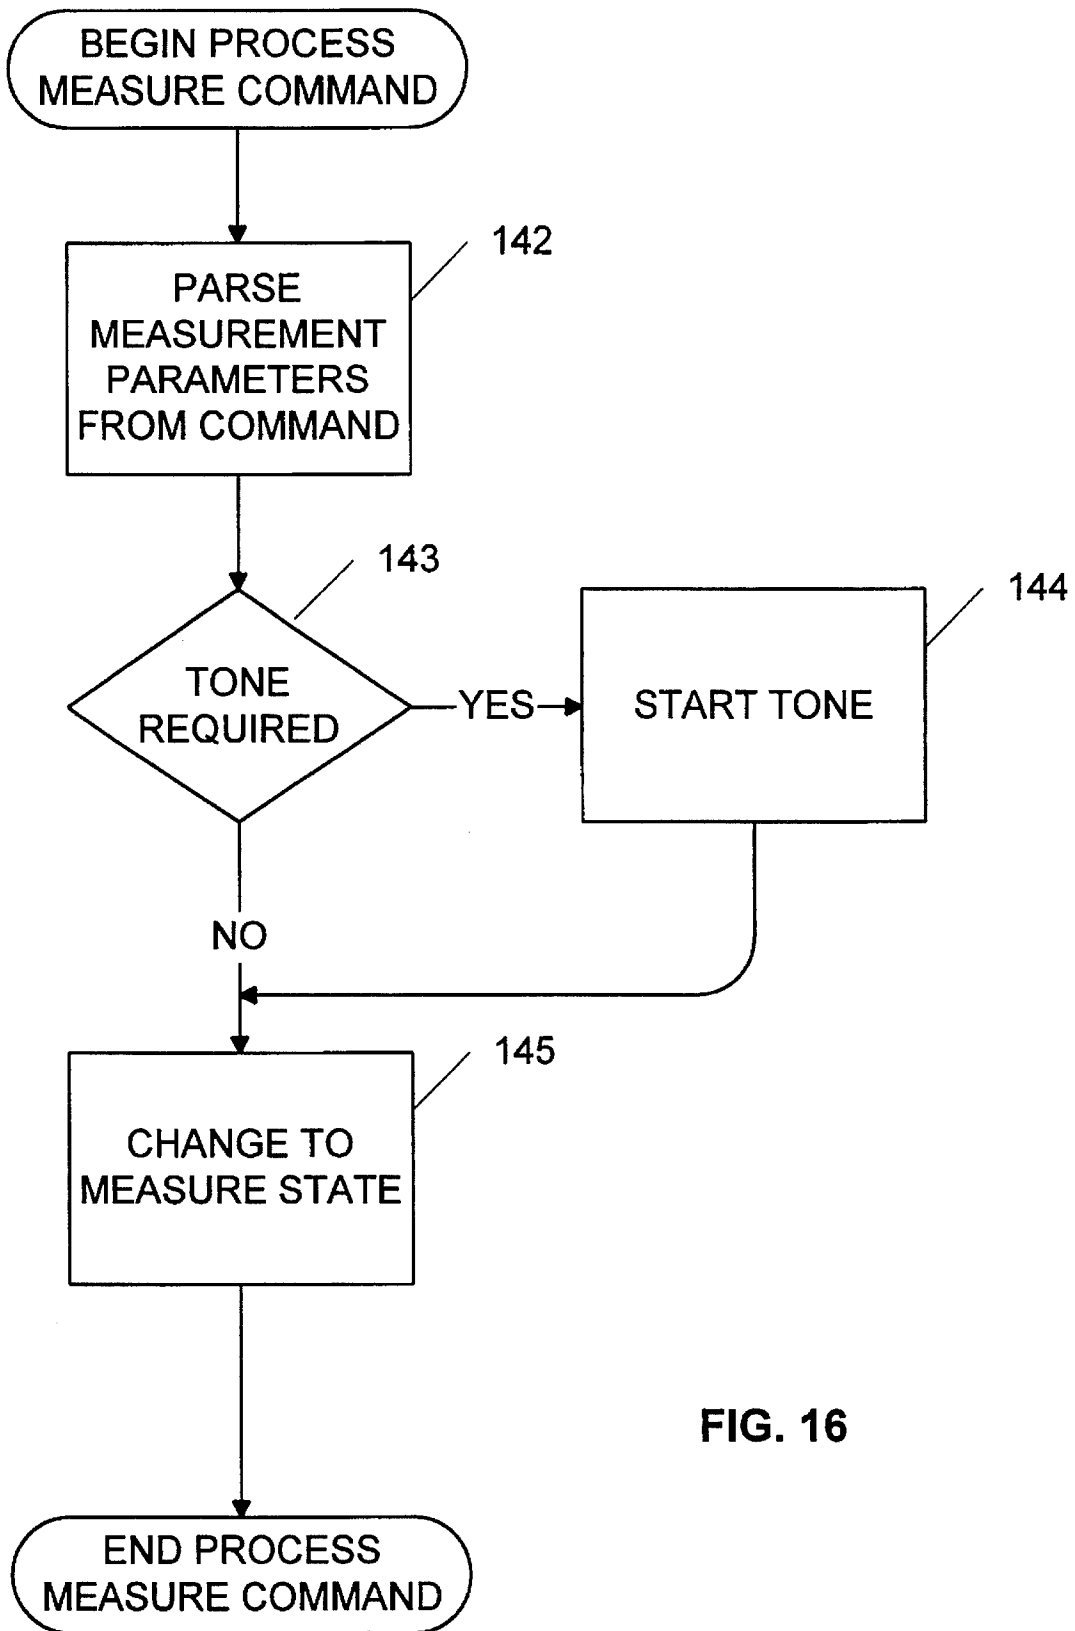 BEGIN PROCESS
MEASURE COMMAND
142
PARSE
MEASUREMENT
PARAMETERS
FROM COMMAND
143
144
TONE
REQUIRED
YES
START TONE
NO
145
CHANGE TO
MEASURE STATE
FIG. 16
END PROCESS
MEASURE COMMAND